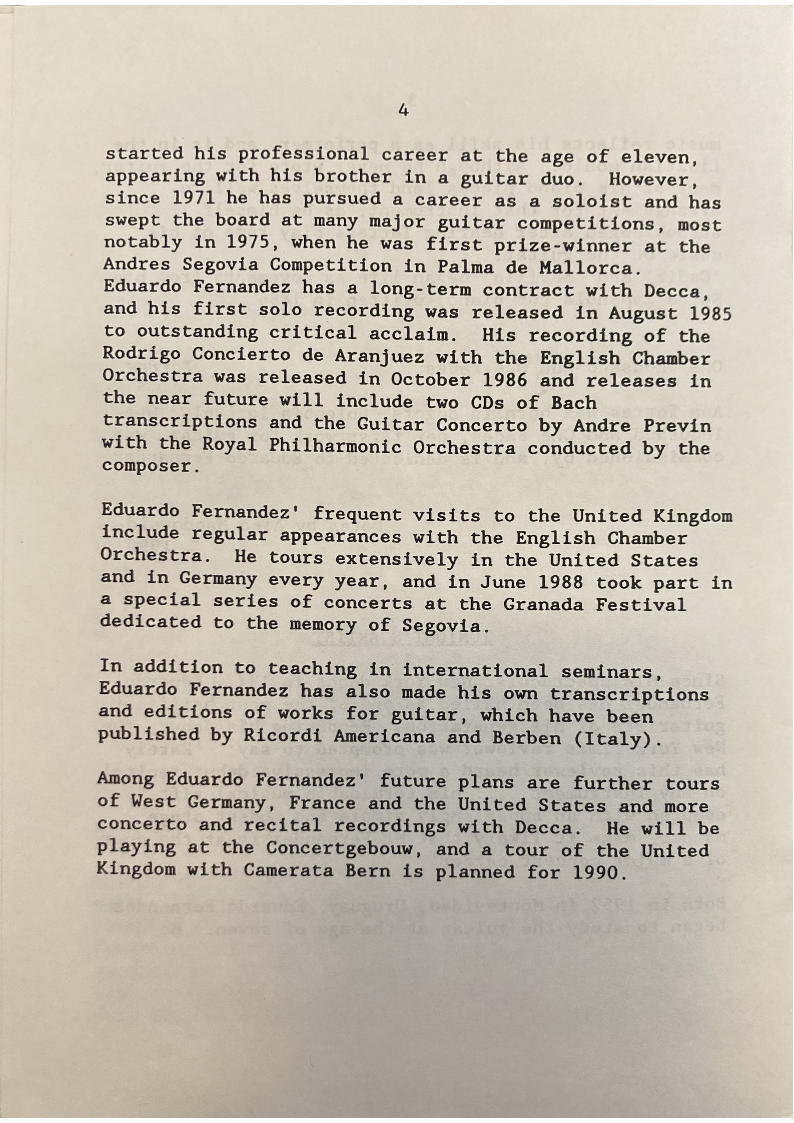 4
started his professional career at the age of eleven,
appearing with his brother in a guitar duo. However,
since 1971 he has pursued a career as a soloist and has
swept the board at many major guitar competitions, most
notably in 1975, when he was first prize-winner at the
Andres Segovia Competition in Palma de Mallorca.
Eduardo Fernandez has a long-term contract with Decca,
and his first solo recording was released in August 1985
to outstanding critical acclaim. His recording of the
Rodrigo Concierto de Aranjuez with the English Chamber
Orchestra was released in October 1986 and releases in
the near future will include two CDs of Bach
transcriptions and the Guitar Concerto by Andre Previn
with the Royal Philharmonic Orchestra conducted by the
composer.
Eduardo Fernandez' frequent visits to the United Kingdom
include regular appearances with the English Chamber
Orchestra. He tours extensively in the United States
and in Germany every year, and in June 1988 took part in
a special series of concerts at the Granada Festival
dedicated to the memory of Segovia.
In addition to teaching in international seminars,
Eduardo Fernandez has also made his own transcriptions
and editions of works for guitar, which have been
published by Ricordi Americana and Berben (Italy).
Among Eduardo Fernandez' future plans are further tours
of West Germany, France and the United States and more
concerto and recital recordings with Decca. He will be
playing at the Concertgebouw, and a tour of the United
Kingdom with Camerata Bern is planned for 1990.